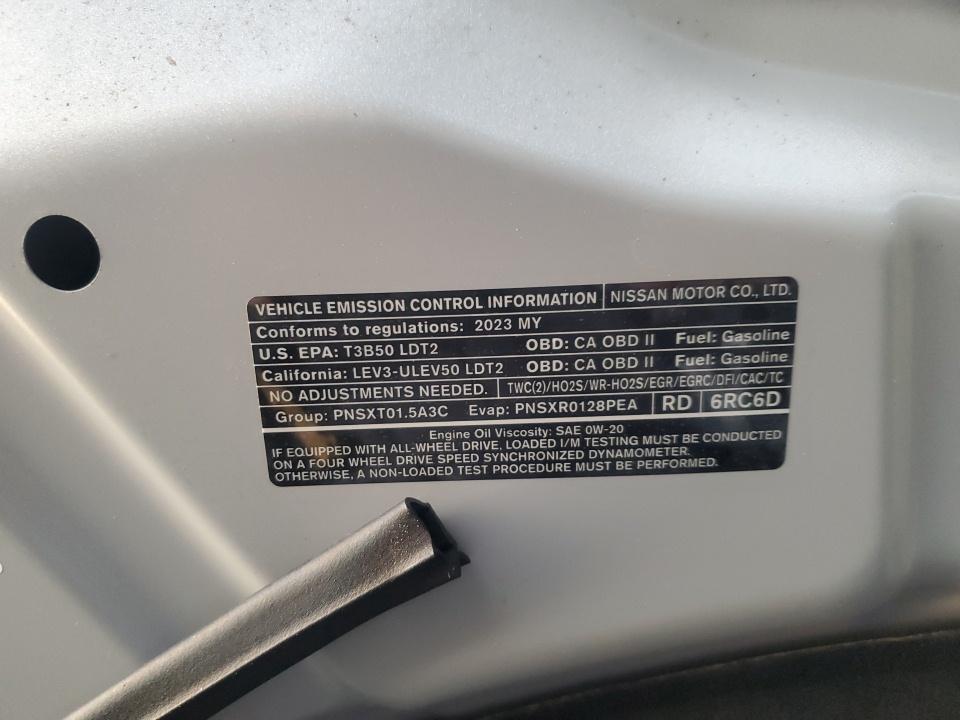 VEHICLE EMISSION CONTROL INFORMATION NISSAN MOTOR CO., LTD.
Conforms to regulations: 2023 MY
U.S. EPA: T3B50 LDT2 OBD: CA OBD II Fuel: Gasoline
California: LEV3-ULEV50 LDT2 OBD: CA OBD II Fuel: Gasoline
NO ADJUSTMENTS NEEDED. TWC(2)/HO2S/WR-HO2S/EGR/EGRC/DFI/CAC/TC
Group: PNSXT01.5A3C Evap: PNSXR0128PEA RD 6RC6D
Engine Oil Viscosity: SAE 0W-20
IF EQUIPPED WITH ALL-WHEEL DRIVE, LOADED I/M TESTING MUST BE CONDUCTED
ON A FOUR WHEEL DRIVE SPEED SYNCHRONIZED DYNAMOMETER.
OTHERWISE, A NON-LOADED TEST PROCEDURE MUST BE PERFORMED.